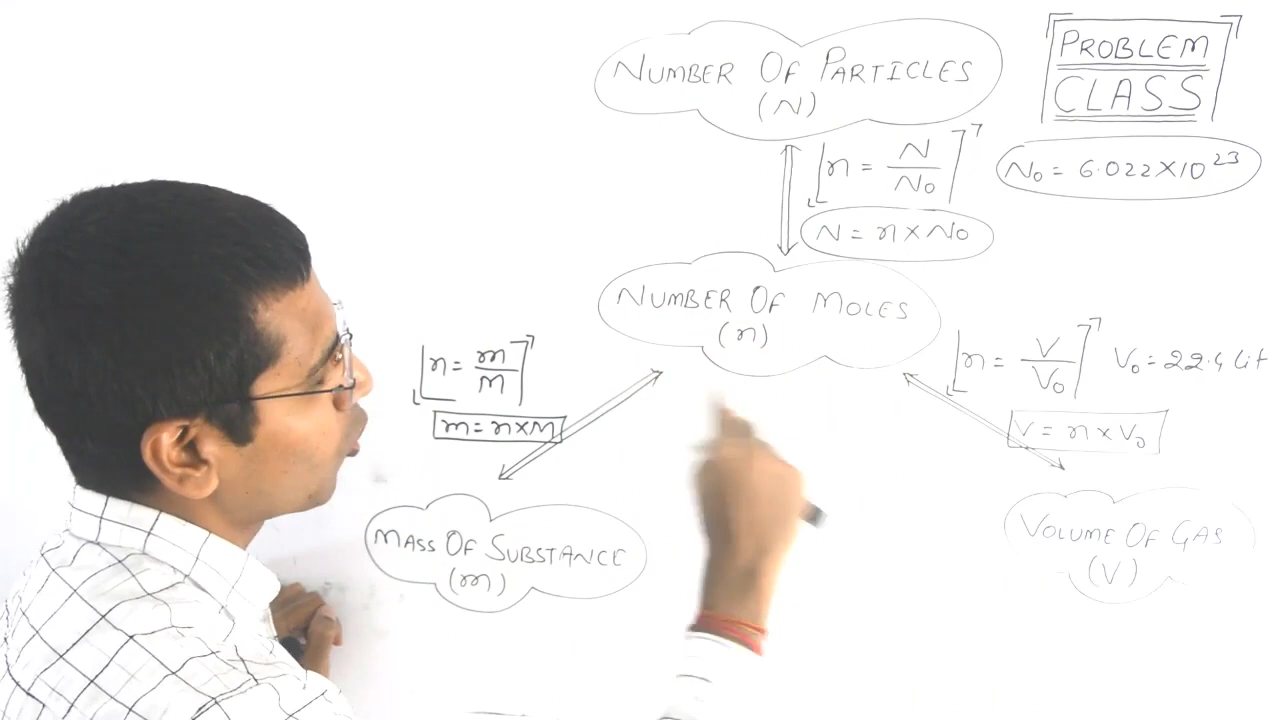 NUMBER OF PARTICLES
(N)
PROBLEM
CLASS
n = N/N₀
N₀ = 6.022×10²³
N = n×N₀
NUMBER OF MOLES
(n)
n = m/M
m = n×M
n = V/V₀
V₀ = 22.4 lit
V = n×V₀
MASS OF SUBSTANCE
(m)
VOLUME OF GAS
(V)